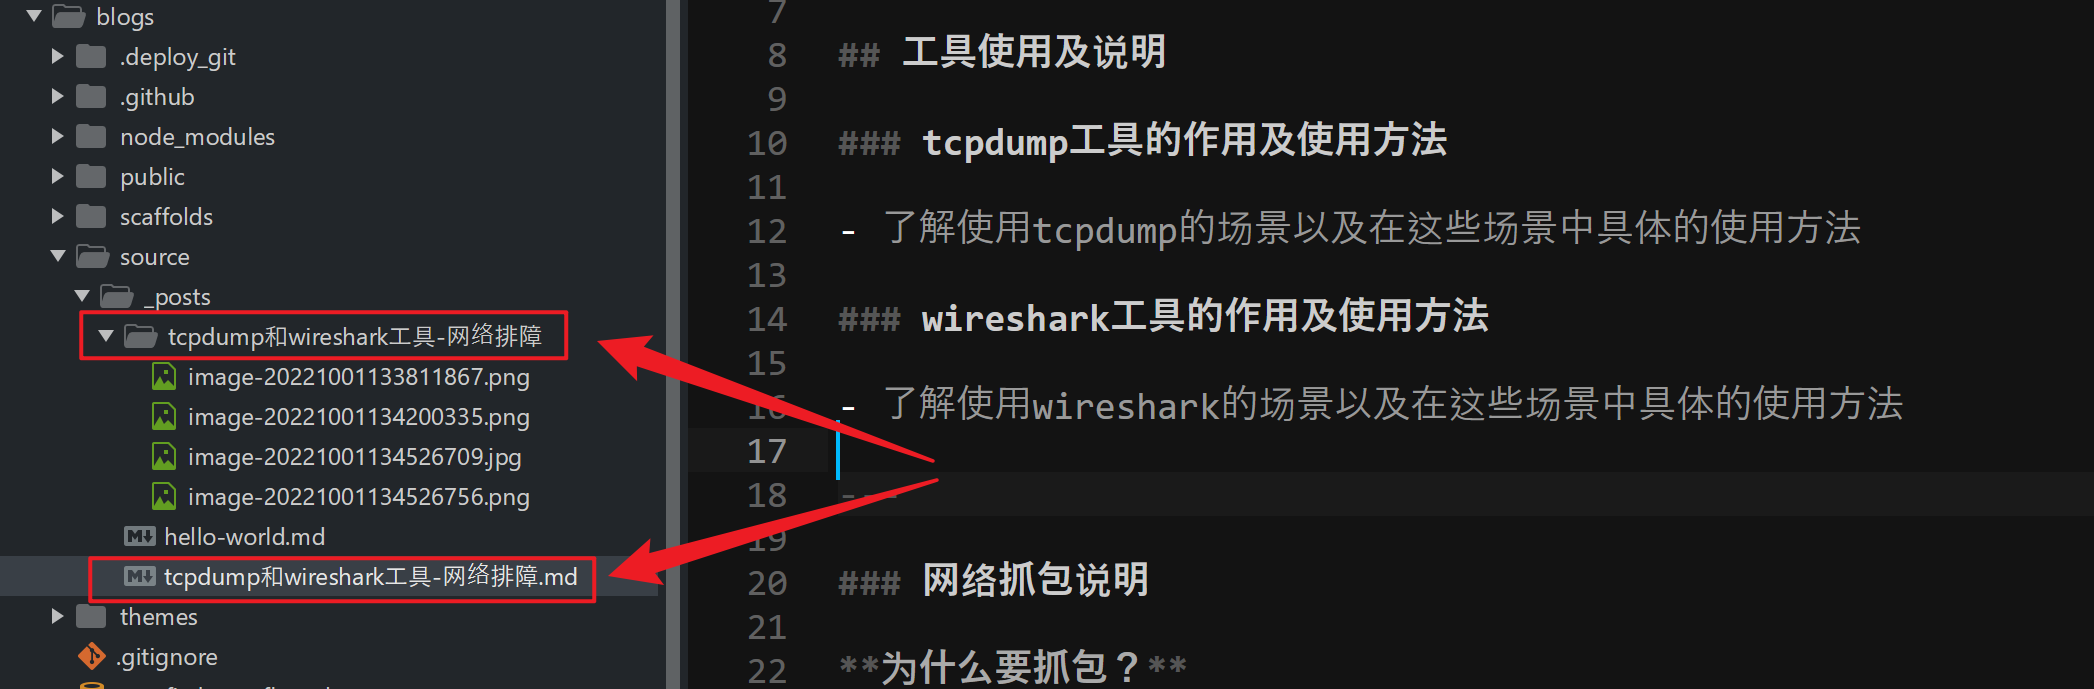 blogs
.deploy_git
.github
node_modules
public
scaffolds
source
_posts
tcpdump和wireshark工具-网络排障
image-20221001133811867.png
image-20221001134200335.png
image-20221001134526709.jpg
image-20221001134526756.png
hello-world.md
tcpdump和wireshark工具-网络排障.md
themes
.gitignore
7
8 ## 工具使用及说明
9
10 ### tcpdump工具的作用及使用方法
11
12 - 了解使用tcpdump的场景以及在这些场景中具体的使用方法
13
14 ### wireshark工具的作用及使用方法
15
16 - 了解使用wireshark的场景以及在这些场景中具体的使用方法
17
18 ---
19
20 ### 网络抓包说明
21
22 **为什么要抓包？**